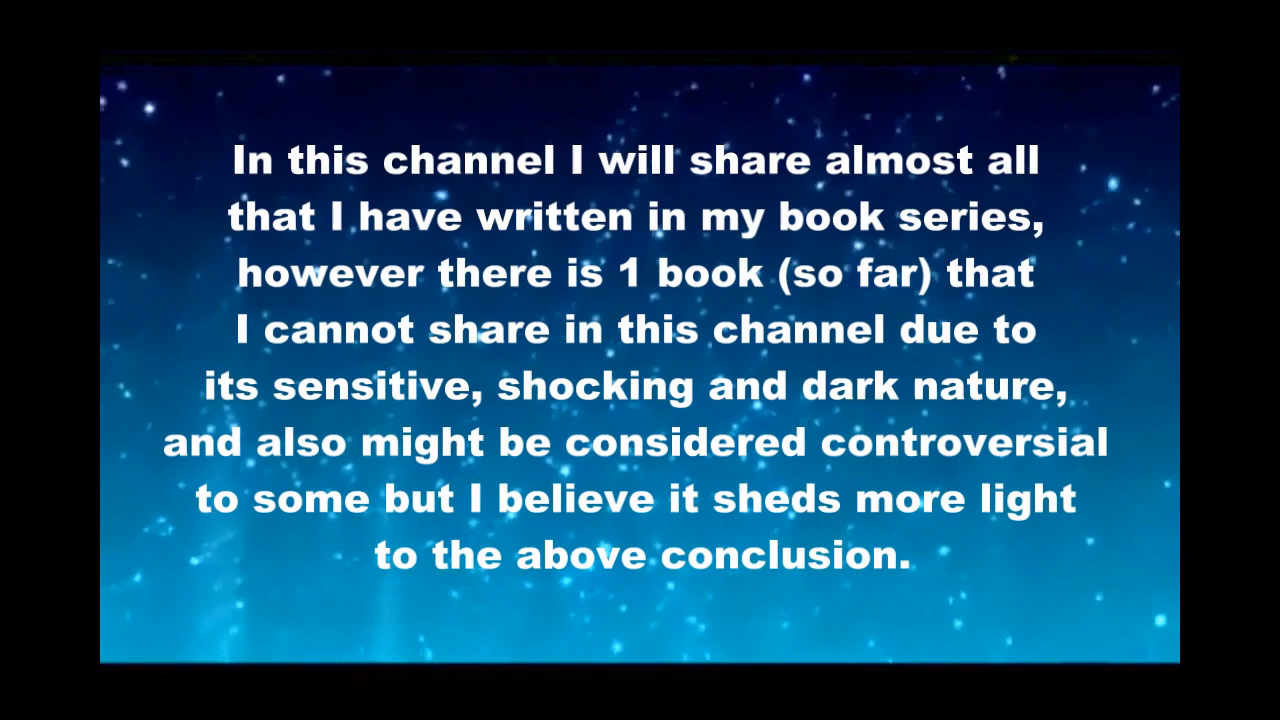 In this channel I will share almost all
that I have written in my book series,
however there is 1 book (so far) that
I cannot share in this channel due to
its sensitive, shocking and dark nature,
and also might be considered controversial
to some but I believe it sheds more light
to the above conclusion.